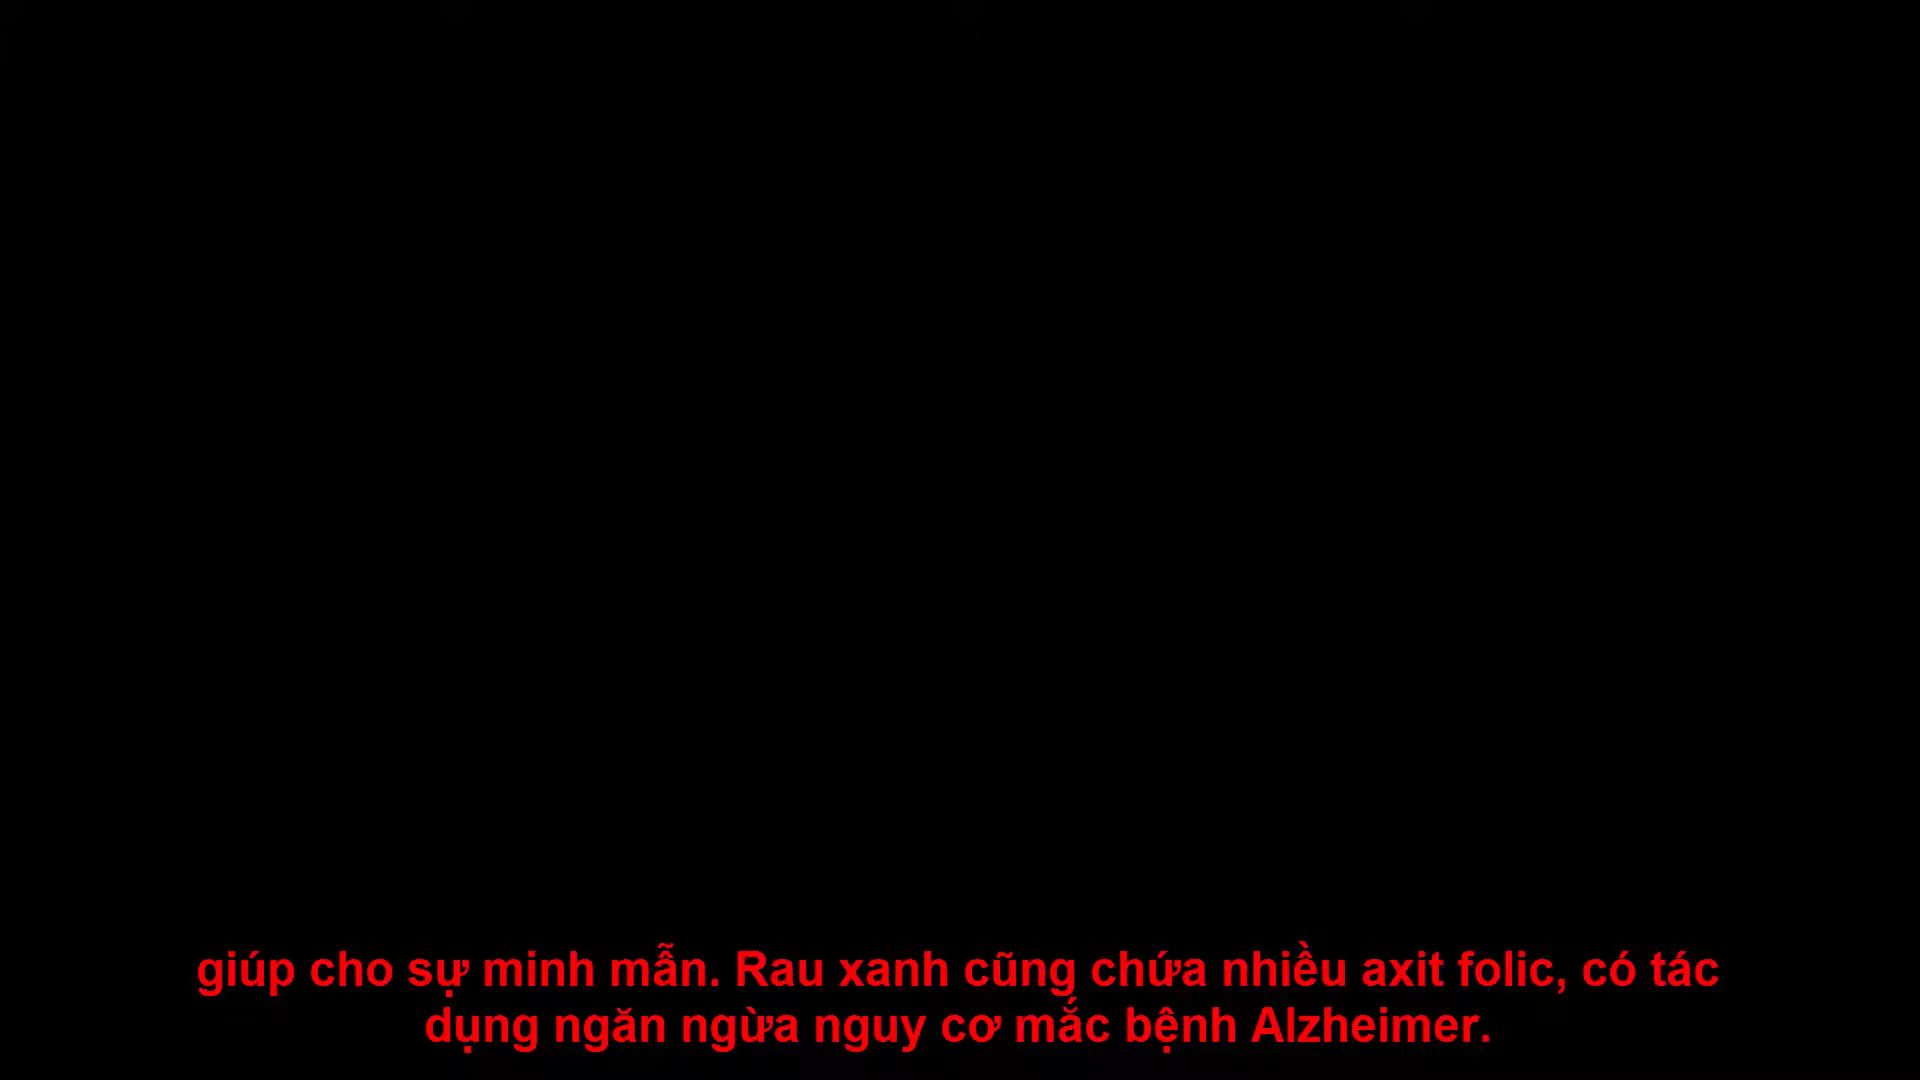 giúp cho sự minh mẫn. Rau xanh cũng chứa nhiều axit folic, có tác
dụng ngăn ngừa nguy cơ mắc bệnh Alzheimer.